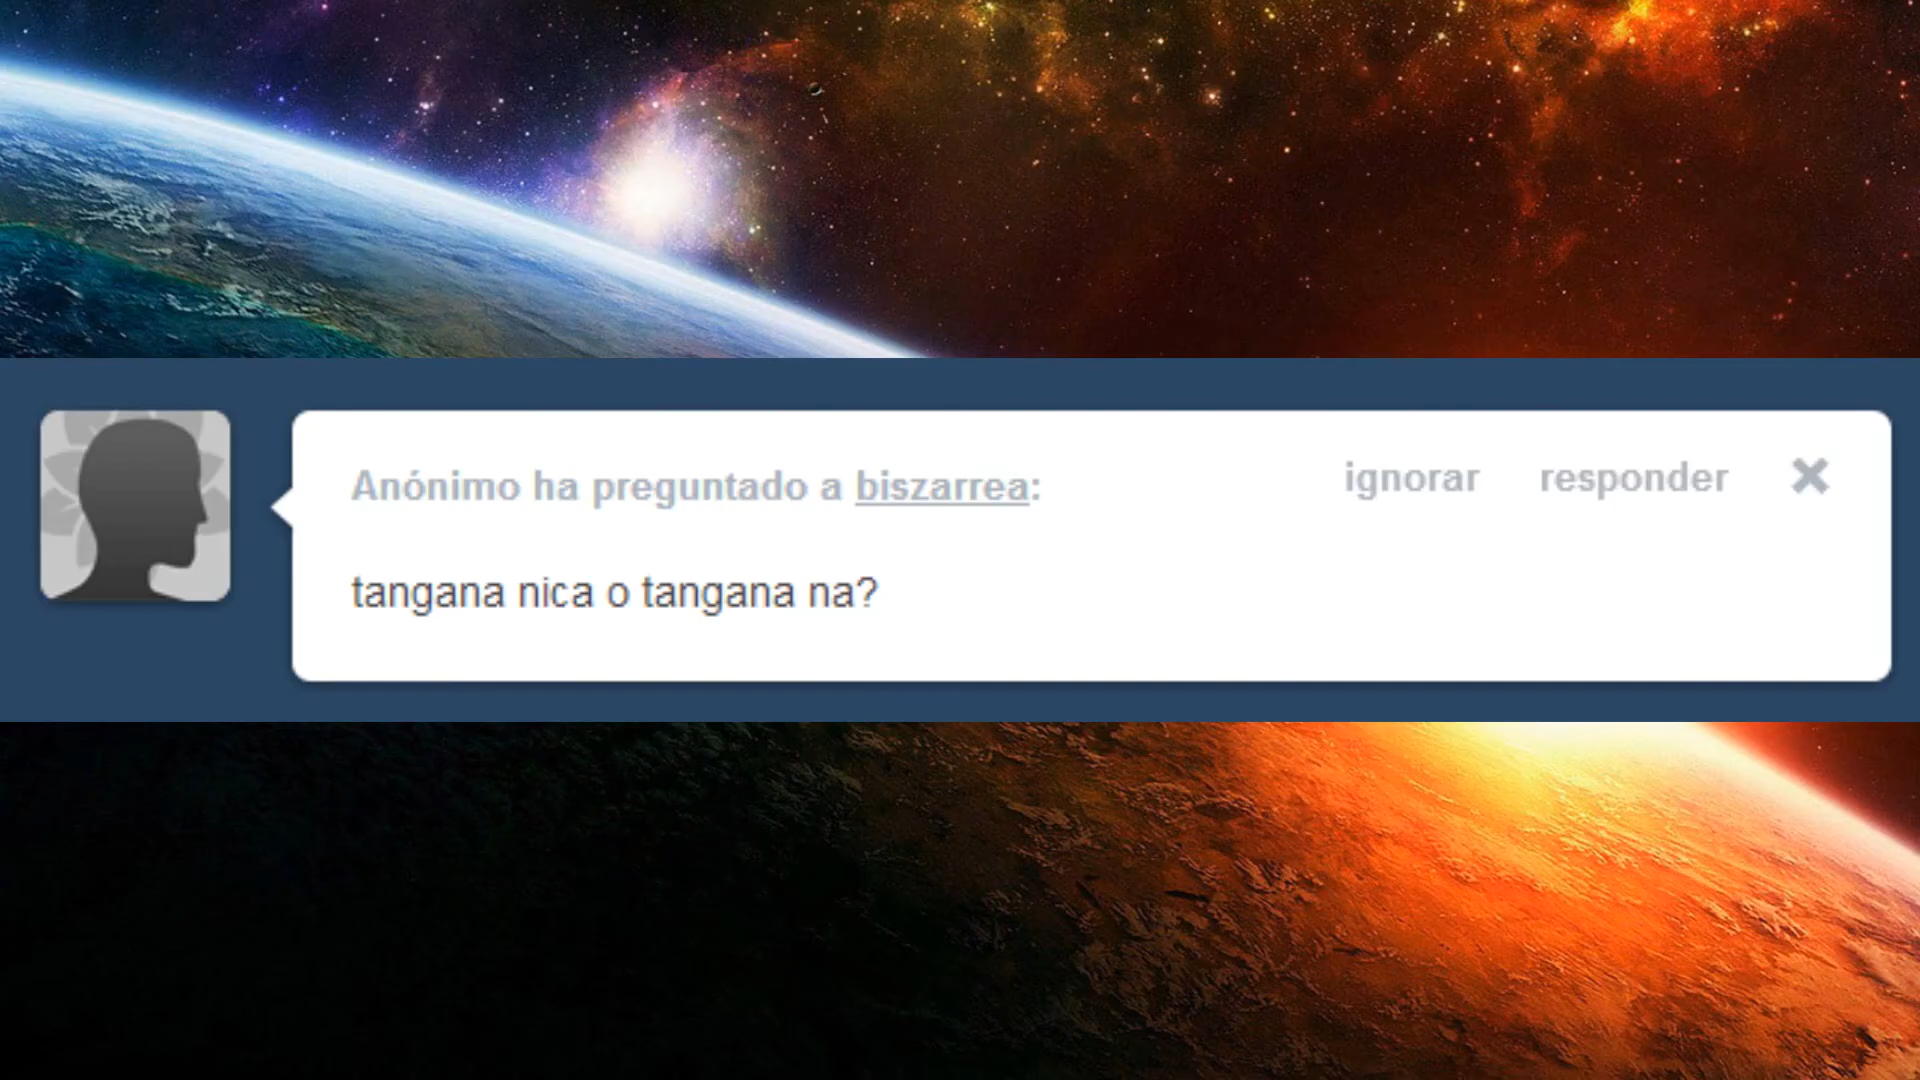 Anónimo ha preguntado a biszarrea:
ignorar responder
tangana nica o tangana na?